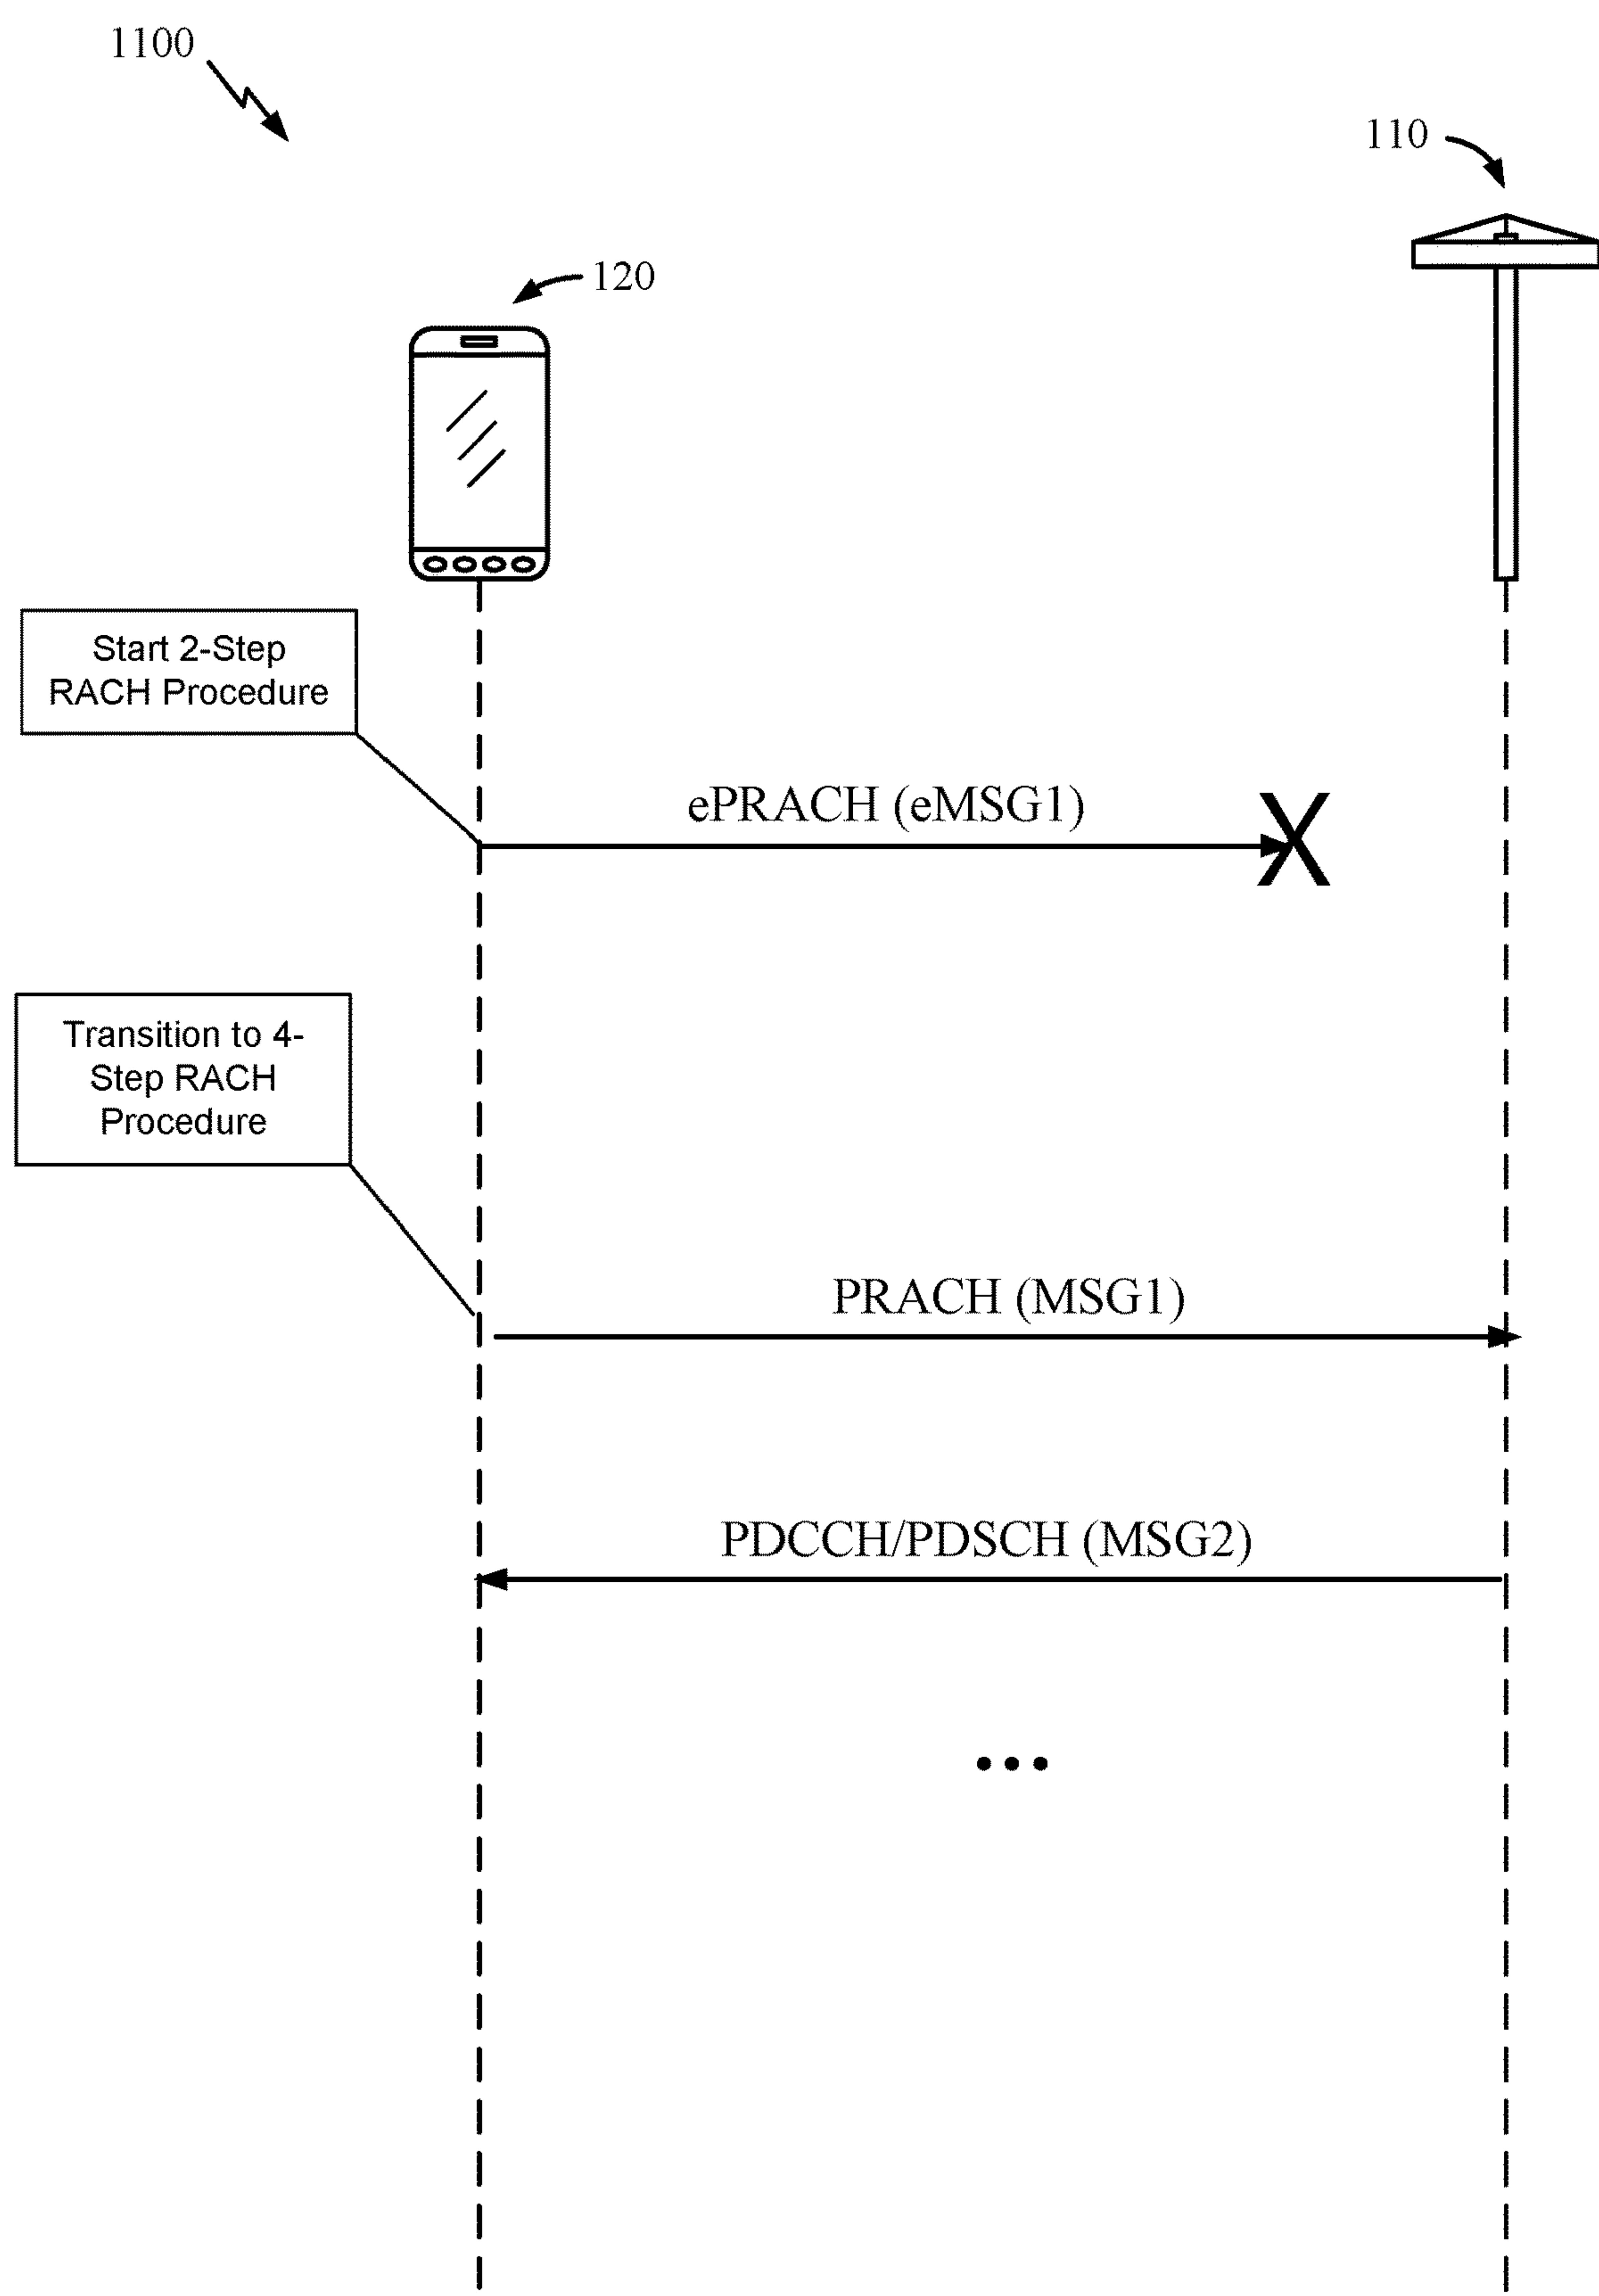 1100
110
120
Start 2-Step
RACH Procedure
ePRACH (eMSG1)
X
Transition to 4-
Step RACH
Procedure
PRACH (MSG1)
PDCCH/PDSCH (MSG2)
...